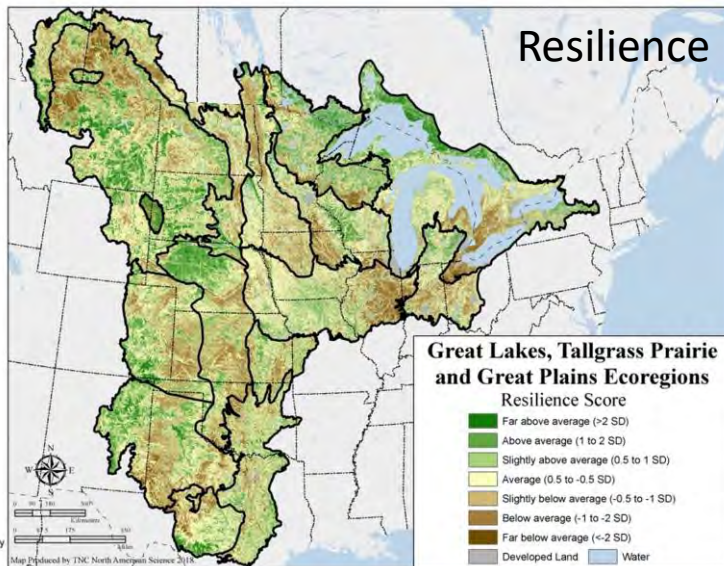 Resilience
Great Lakes, Tallgrass Prairie
and Great Plains Ecoregions
Resilience Score
Far above average (>2 SD)
Above average (1 to 2 SD)
Slightly above average (0.5 to 1 SD)
Average (0.5 to -0.5 SD)
Slightly below average (-0.5 to -1 SD)
Below average (-1 to -2 SD)
Far below average (<-2 SD)
Developed Land
Water
N
W
E
S
Kilometers
Miles
Map Produced by TNC North American Science 2018.